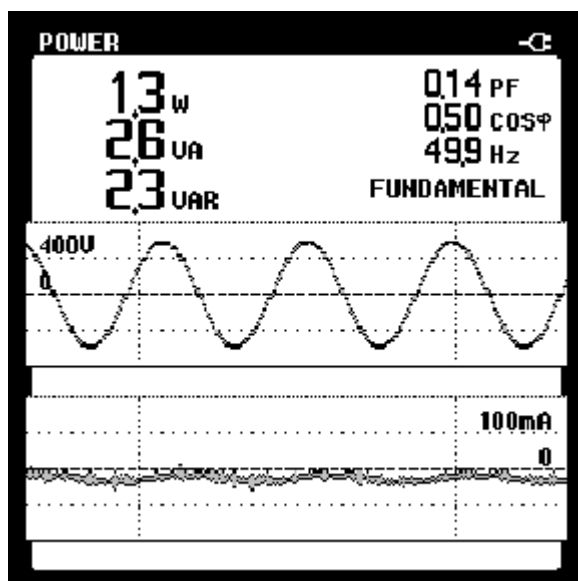 POWER
1,3 W
0,14 PF
2,6 VA
0,50 COSφ
49,9 Hz
2,3 VAR
FUNDAMENTAL
400V
0
100mA
0